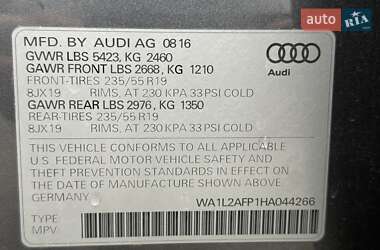 AUTO RIA
MFD. BY AUDI AG 08 16
GVWR LBS 5423, KG 2460
GAWR FRONT LBS 2668, KG 1210
FRONT-TIRES 235/55 R19
8JX19 RIMS, AT 230 KPA 33 PSI COLD
GAWR REAR LBS 2976, KG 1350
REAR-TIRES 235/55 R19
8JX19 RIMS, AT 230 KPA 33 PSI COLD
Audi
THIS VEHICLE CONFORMS TO ALL APPLICABLE
U.S. FEDERAL MOTOR VEHICLE SAFETY AND
THEFT PREVENTION STANDARDS IN EFFECT ON
THE DATE OF MANUFACTURE SHOWN ABOVE.
WA1L2AFP1HA044266
TYPE:
MPV